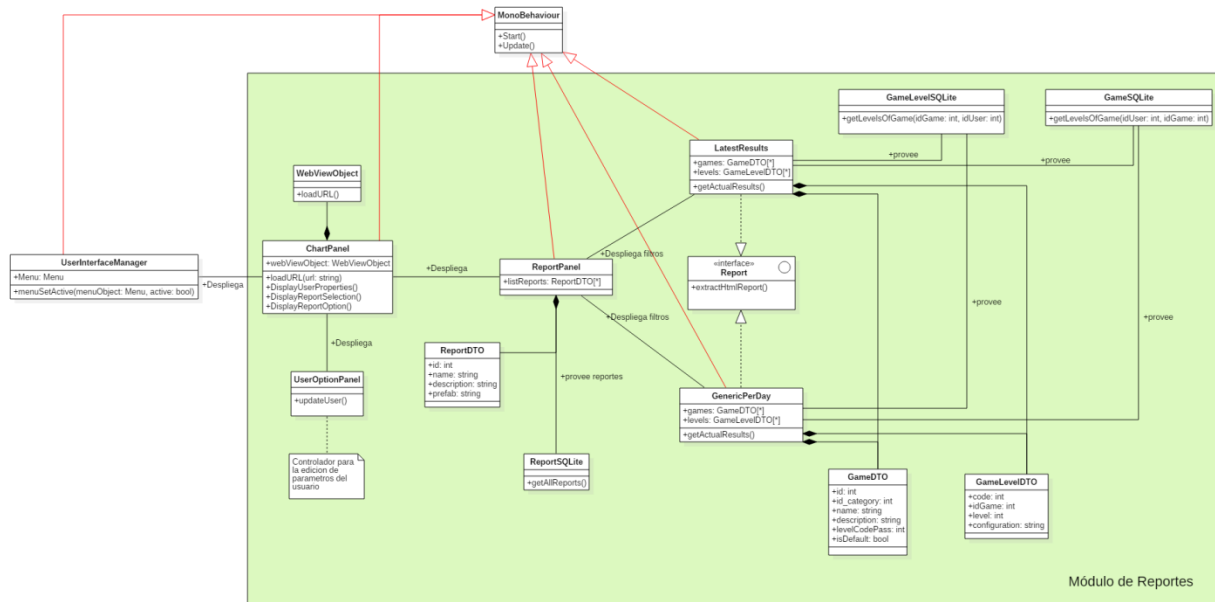 MonoBehaviour
+Start()
+Update()
GameLevelSQLite
+getLevelsOfGame(idGame: int, idUser: int)
GameSQLite
+getLevelsOfGame(idUser: int, idGame: int)
LatestResults
+games: GameDTO[*]
+levels: GameLevelDTO[*]
+getActualResults()
+provee
+provee
WebViewObject
+loadURL()
UserInterfaceManager
+Menu: Menu
+menuSetActive(menuObject: Menu, active: bool)
+Despliega
ChartPanel
+webViewObject: WebViewObject
+loadURL(url: string)
+DisplayUserProperties()
+DisplayReportSelection()
+DisplayReportOption()
+Despliega
ReportPanel
+listReports: ReportDTO[*]
+Despliega filtros
«interface»
Report
+extractHtmlReport()
+Despliega filtros
+provee
+provee
+Despliega
UserOptionPanel
+updateUser()
Controlador para
la edicion de
parametros del
usuario
ReportDTO
+id: int
+name: string
+description: string
+prefab: string
+provee reportes
ReportSQLite
+getAllReports()
GenericPerDay
+games: GameDTO[*]
+levels: GameLevelDTO[*]
+getActualResults()
GameDTO
+id: int
+id_category: int
+name: string
+description: string
+levelCodePass: int
+isDefault: bool
GameLevelDTO
+code: int
+idGame: int
+level: int
+configuration: string
Módulo de Reportes